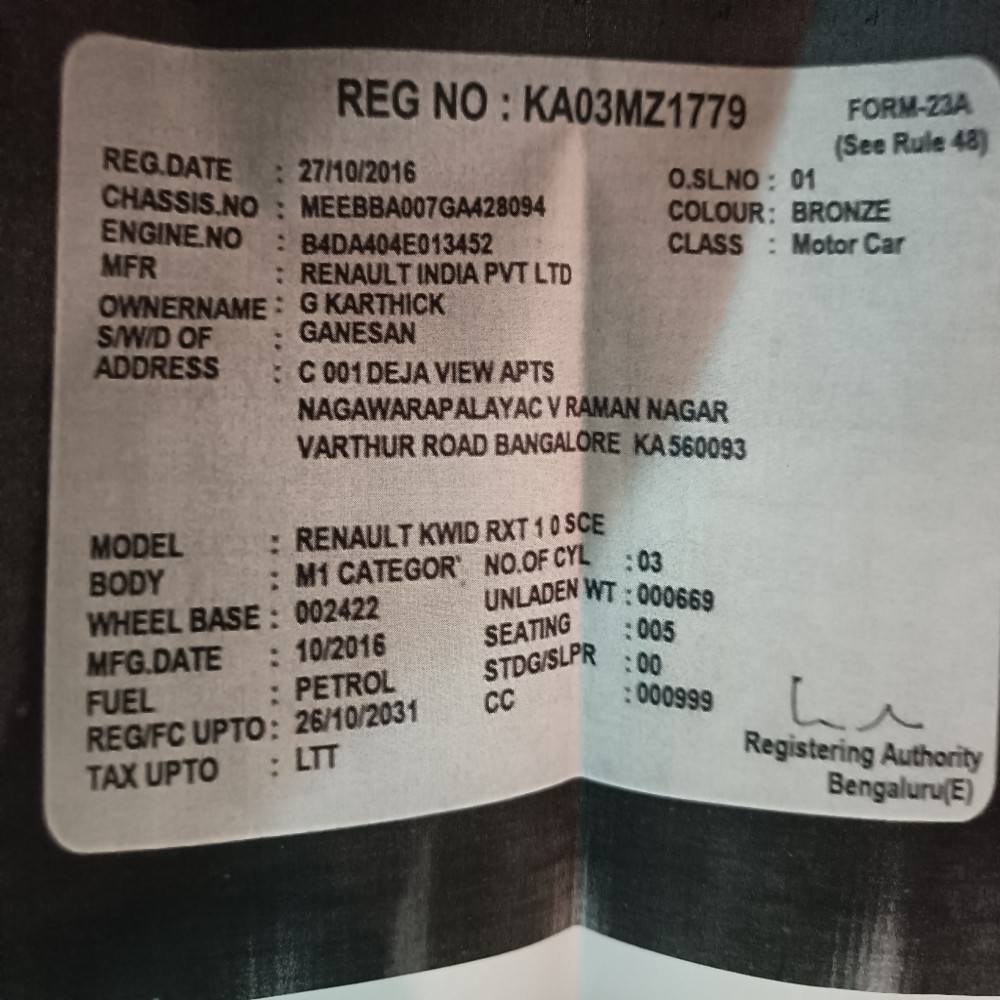 REG NO : KA03MZ1779
FORM-23A
(See Rule 48)
REG.DATE : 27/10/2016
O.SL.NO : 01
CHASSIS.NO : MEEBBA007GA428094
COLOUR : BRONZE
ENGINE.NO : B4DA404E013452
CLASS : Motor Car
MFR : RENAULT INDIA PVT LTD
OWNERNAME : G KARTHICK
S/W/D OF : GANESAN
ADDRESS : C 001 DEJA VIEW APTS
NAGAWARAPALAYAC V RAMAN NAGAR
VARTHUR ROAD BANGALORE KA 560093
MODEL : RENAULT KWID RXT 1 0 SCE
BODY : M1 CATEGOR
NO.OF CYL : 03
WHEEL BASE : 002422
UNLADEN WT : 000669
MFG.DATE : 10/2016
SEATING : 005
FUEL : PETROL
STDG/SLPR : 00
REG/FC UPTO : 26/10/2031
CC : 000999
TAX UPTO : LTT
Registering Authority
Bengaluru(E)